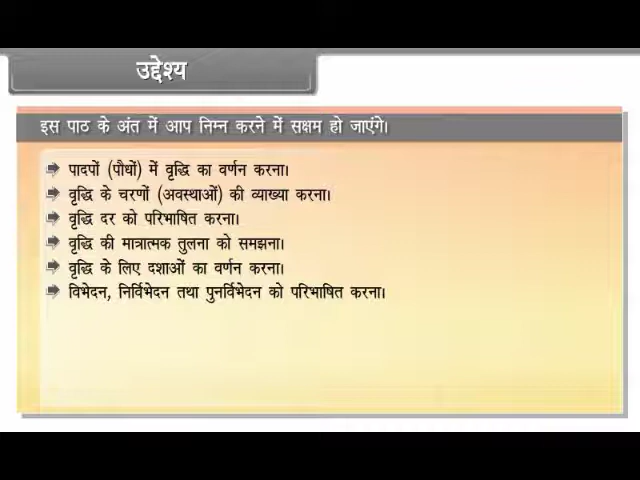 उद्देश्य
इस पाठ के अंत में आप निम्न करने में सक्षम हो जाएंगे।
पादपों (पौधों) में वृद्धि का वर्णन करना।
वृद्धि के चरणों (अवस्थाओं) की व्याख्या करना।
वृद्धि दर को परिभाषित करना।
वृद्धि की मात्रात्मक तुलना को समझना।
वृद्धि के लिए दशाओं का वर्णन करना।
विभेदन, निर्विभेदन तथा पुनर्विभेदन को परिभाषित करना।